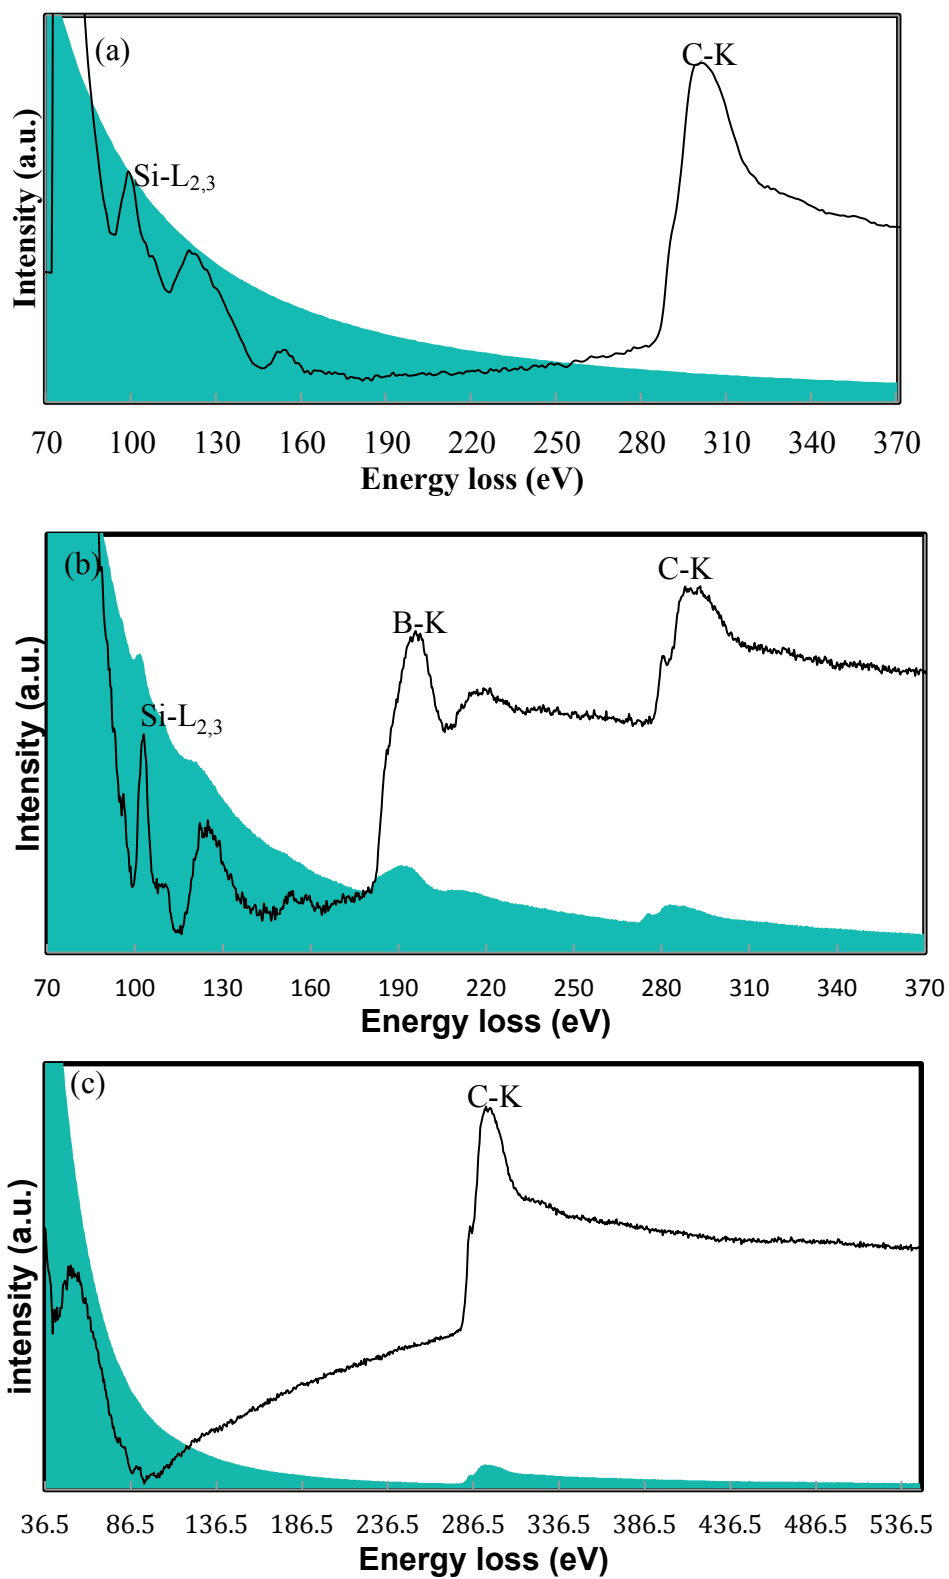 (a)
C-K
Si-L2,3
Intensity (a.u.)
70 100 130 160 190 220 250 280 310 340 370
Energy loss (eV)
(b)
C-K
B-K
Si-L2,3
Intensity (a.u.)
70 100 130 160 190 220 250 280 310 340 370
Energy loss (eV)
(c)
C-K
intensity (a.u.)
36.5 86.5 136.5 186.5 236.5 286.5 336.5 386.5 436.5 486.5 536.5
Energy loss (eV)